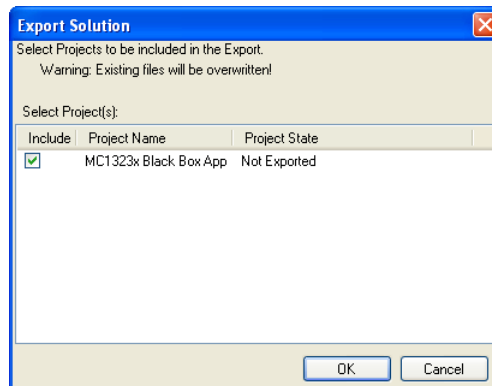 Export Solution
Select Projects to be included in the Export.
Warning: Existing files will be overwritten!
Select Project(s):
Include Project Name Project State
MC1323x Black Box App Not Exported
OK Cancel